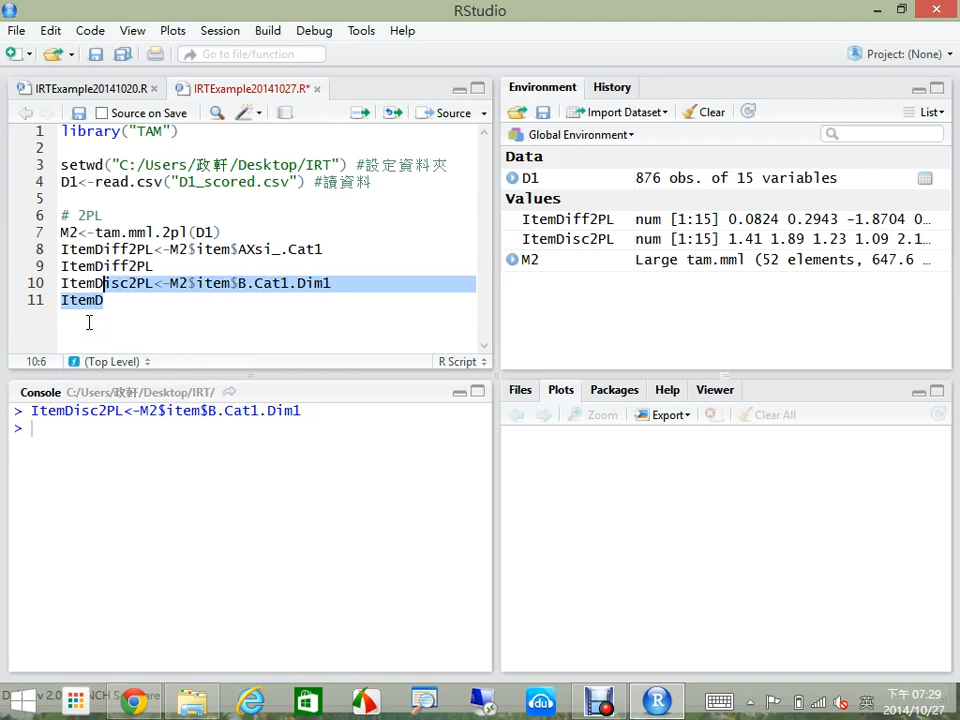 RStudio
File Edit Code View Plots Session Build Debug Tools Help
Go to file/function
Project: (None)
IRTExample20141020.R
IRTExample20141027.R*
Source on Save
Source
1 library("TAM")
2
3 setwd("C:/Users/政軒/Desktop/IRT") #設定資料夾
4 D1<-read.csv("D1_scored.csv") #讀資料
5
6 # 2PL
7 M2<-tam.mml.2pl(D1)
8 ItemDiff2PL<-M2$item$AXsi_.Cat1
9 ItemDiff2PL
10 ItemDisc2PL<-M2$item$B.Cat1.Dim1
11 ItemD
10:6 (Top Level) R Script
Console C:/Users/政軒/Desktop/IRT/
> ItemDisc2PL<-M2$item$B.Cat1.Dim1
>
Environment History
Import Dataset Clear List
Global Environment
Data
D1 876 obs. of 15 variables
Values
ItemDiff2PL num [1:15] 0.0824 0.2943 -1.8704 0…
ItemDisc2PL num [1:15] 1.41 1.89 1.23 1.09 2.1…
M2 Large tam.mml (52 elements, 647.6 …
Files Plots Packages Help Viewer
Zoom Export Clear All
du
英
下午 07:29
2014/10/27